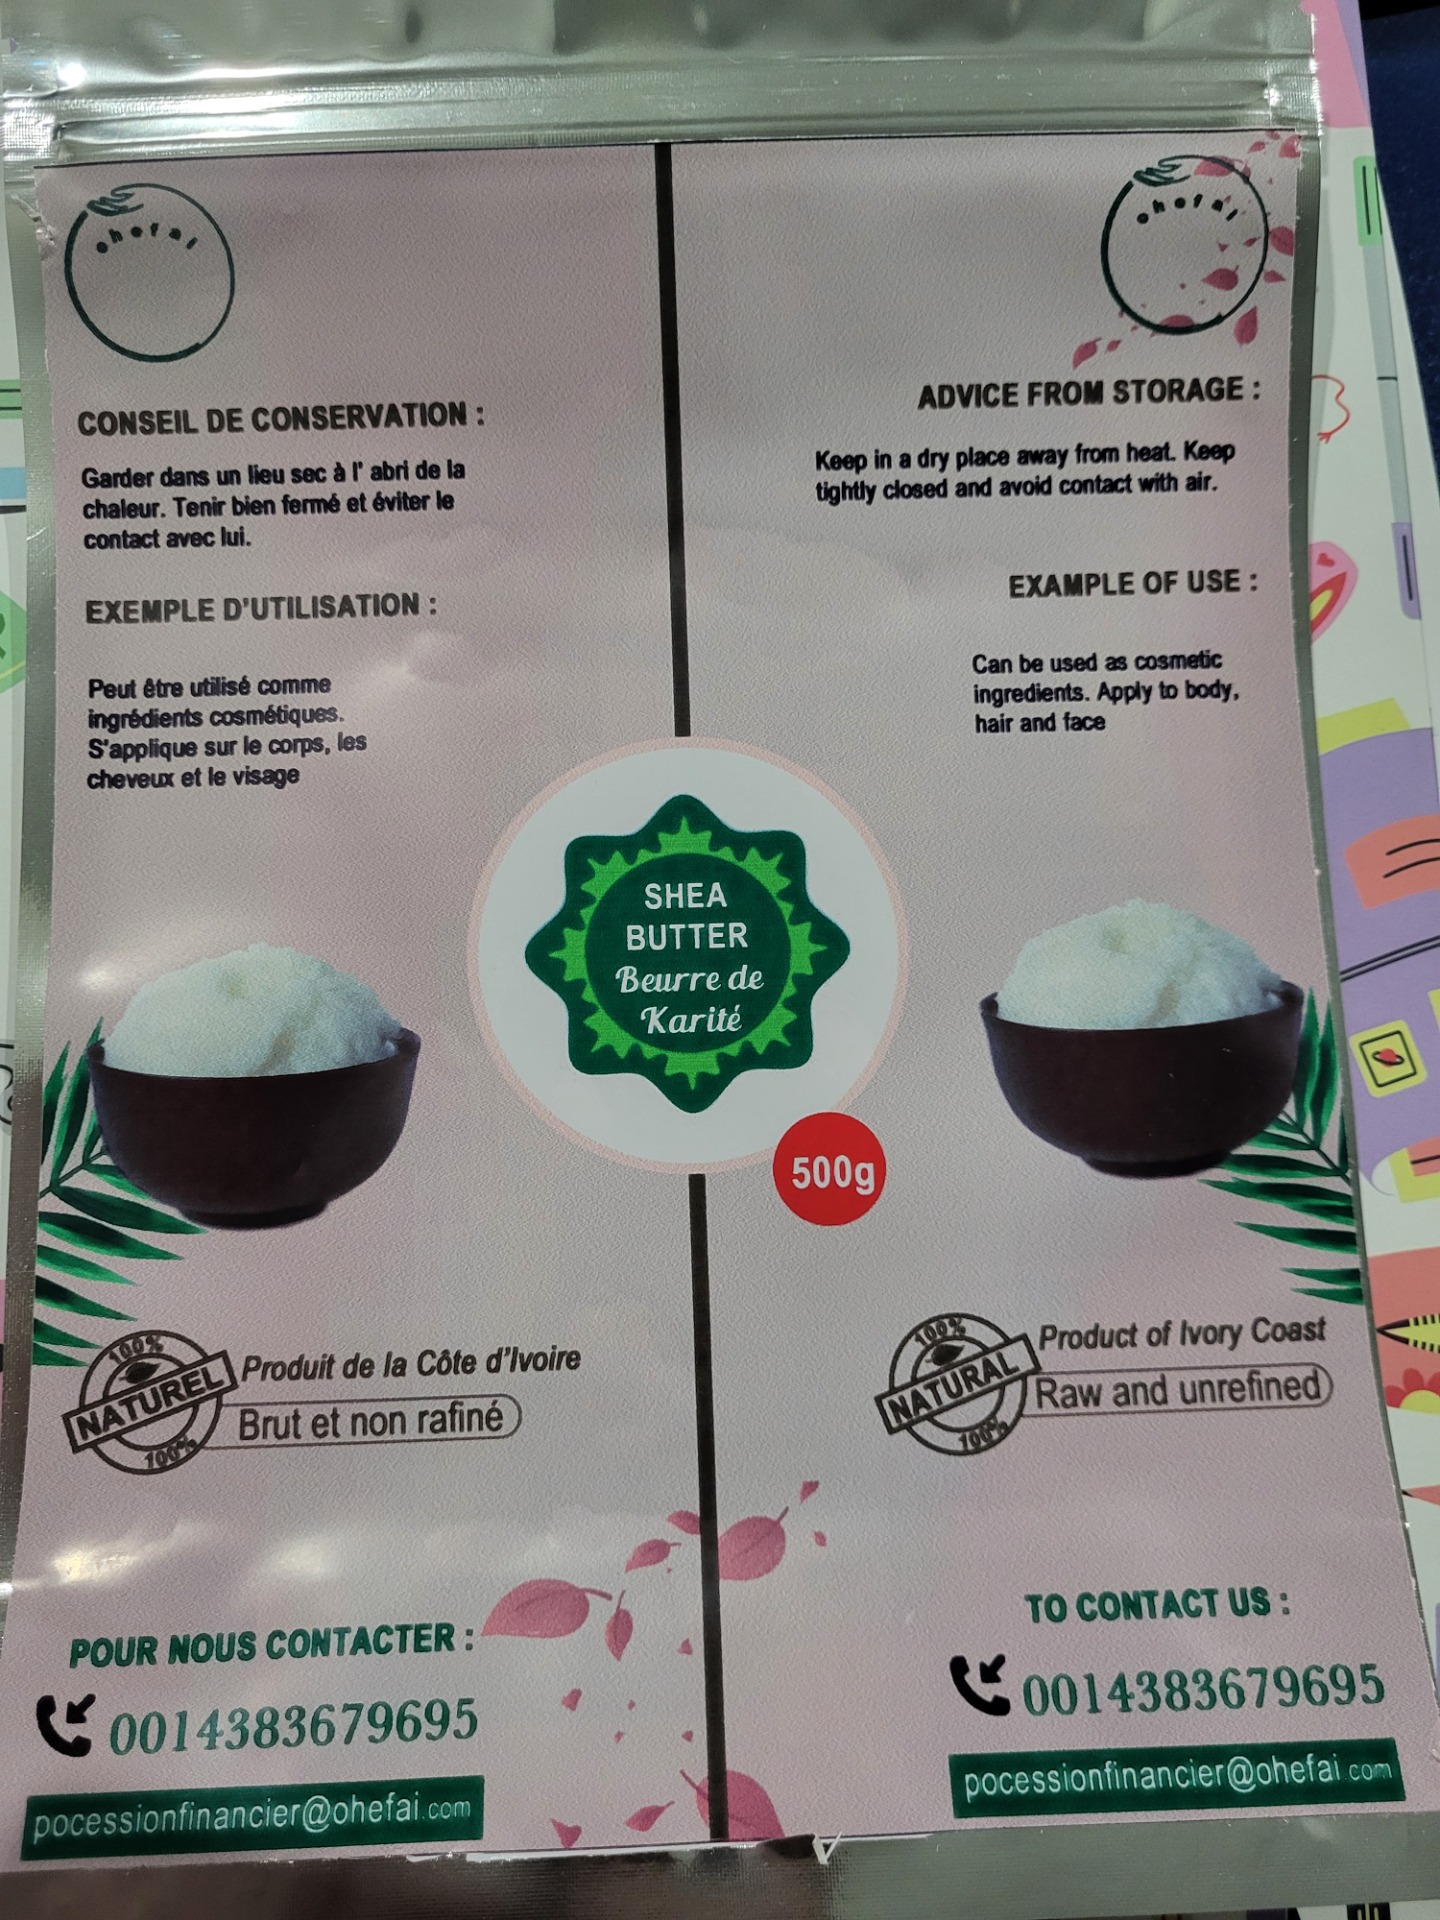 ohefai
CONSEIL DE CONSERVATION :
Garder dans un lieu sec à l' abri de la
chaleur. Tenir bien fermé et éviter le
contact avec lui.
EXEMPLE D'UTILISATION :
Peut être utilisé comme
ingrédients cosmétiques.
S'applique sur le corps, les
cheveux et le visage
ohefai
ADVICE FROM STORAGE :
Keep in a dry place away from heat. Keep
tightly closed and avoid contact with air.
EXAMPLE OF USE :
Can be used as cosmetic
ingredients. Apply to body,
hair and face
SHEA
BUTTER
Beurre de
Karité
500g
100%
NATUREL
100%
Produit de la Côte d'Ivoire
Brut et non rafiné
100%
NATURAL
100%
Product of Ivory Coast
Raw and unrefined
POUR NOUS CONTACTER :
0014383679695
pocessionfinancier@ohefai.com
TO CONTACT US :
0014383679695
pocessionfinancier@ohefai.com